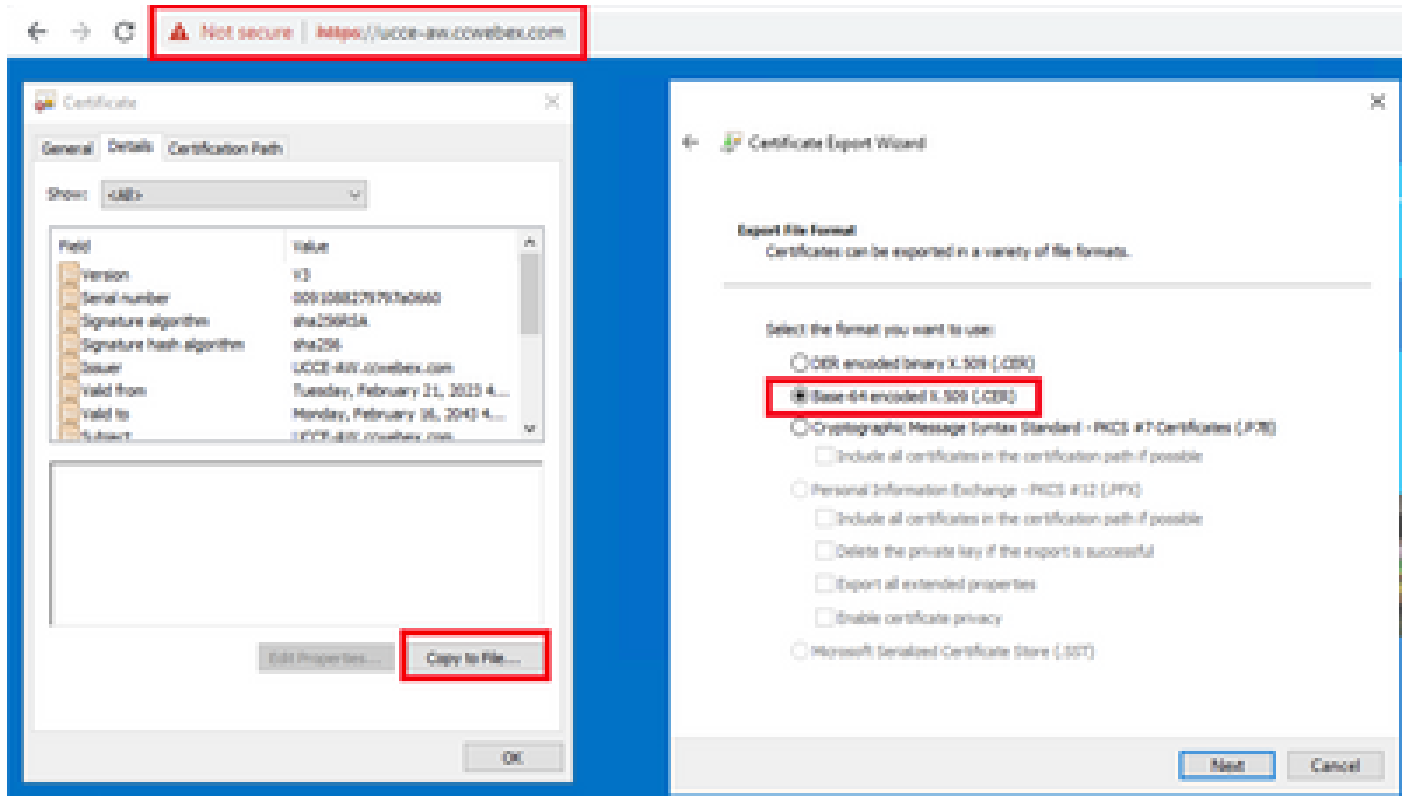 Not secure | https://ucce-aw.ccwebex.com
Certificate
General Details Certification Path
Show: <All>
Field Value
Version V3
Serial number
Signature algorithm sha256RSA
Signature hash algorithm sha256
Issuer UCCE-AW.ccwebex.com
Valid from Tuesday, February 21, 2023 4....
Valid to Monday, February 16, 2043 4....
Subject UCCE-AW.ccwebex.com
Edit Properties... Copy to File...
OK
Certificate Export Wizard
Export File Format
Certificates can be exported in a variety of file formats.
Select the format you want to use:
DER encoded binary X.509 (.CER)
Base-64 encoded X.509 (.CER)
Cryptographic Message Syntax Standard - PKCS #7 Certificates (.P7B)
Include all certificates in the certification path if possible
Personal Information Exchange - PKCS #12 (.PFX)
Include all certificates in the certification path if possible
Delete the private key if the export is successful
Export all extended properties
Enable certificate privacy
Microsoft Serialized Certificate Store (.SST)
Next Cancel